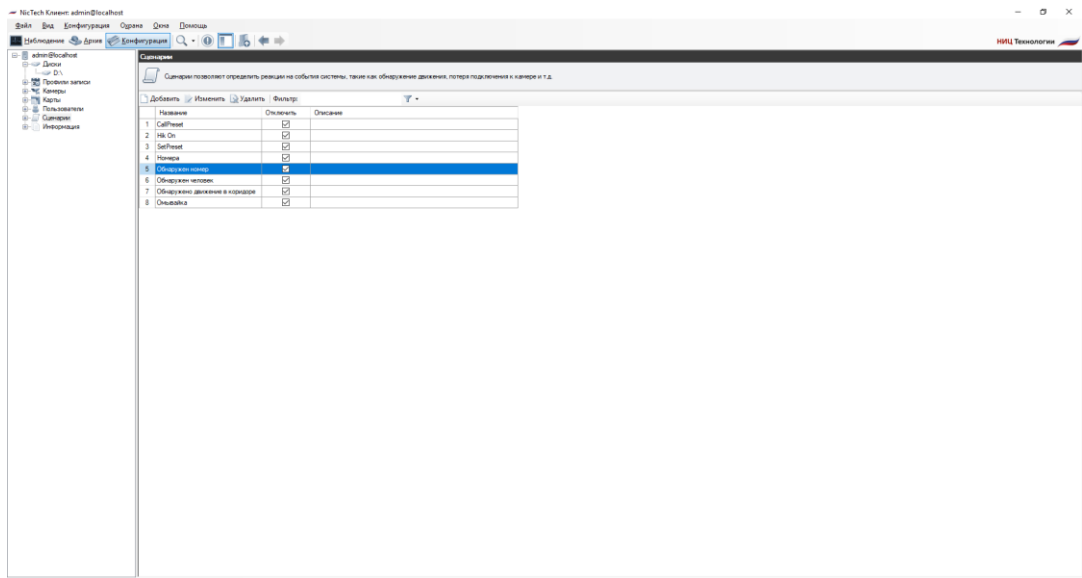 NicTech Клиент: admin@localhost
Файл Вид Конфигурация Охрана Окна Помощь
Наблюдение Архив Конфигурация
НИЦ Технологии
admin@localhost
Диски
D:\
Профили записи
Камеры
Карты
Пользователи
Сценарии
Информация
Сценарии
Сценарии позволяют определить реакции на события системы, такие как обнаружение движения, потеря подключения к камере и т.д.
Добавить Изменить Удалить Фильтр:
Название Отключить Описание
1 CallPreset
2 Hik On
3 SetPreset
4 Номера
5 Обнаружен номер
6 Обнаружен человек
7 Обнаружено движение в коридоре
8 Омывайка